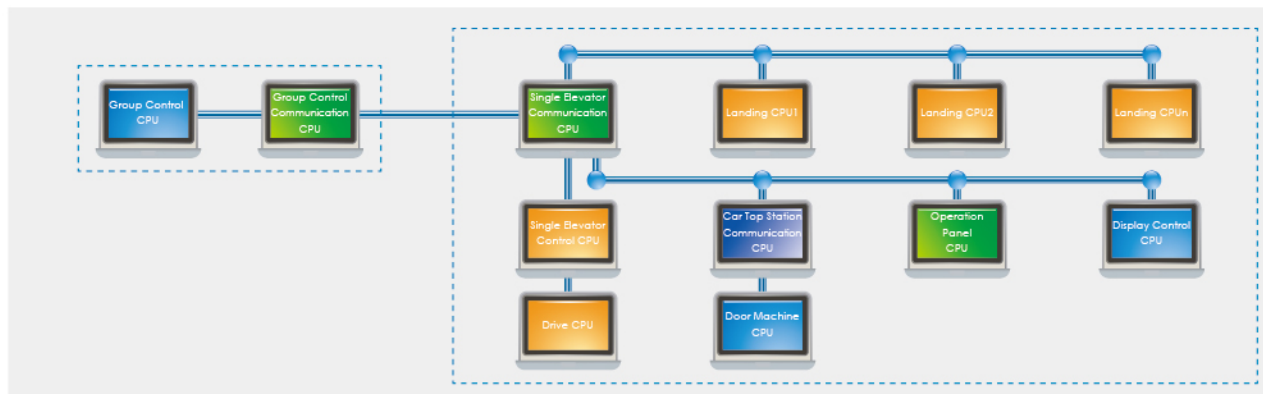 Group Control
CPU
Group Control
Communication
CPU
Single Elevator
Communication
CPU
Landing CPU1
Landing CPU2
Landing CPUn
Single Elevator
Control CPU
Car Top Station
Communication
CPU
Operation
Panel
CPU
Display Control
CPU
Drive CPU
Door Machine
CPU